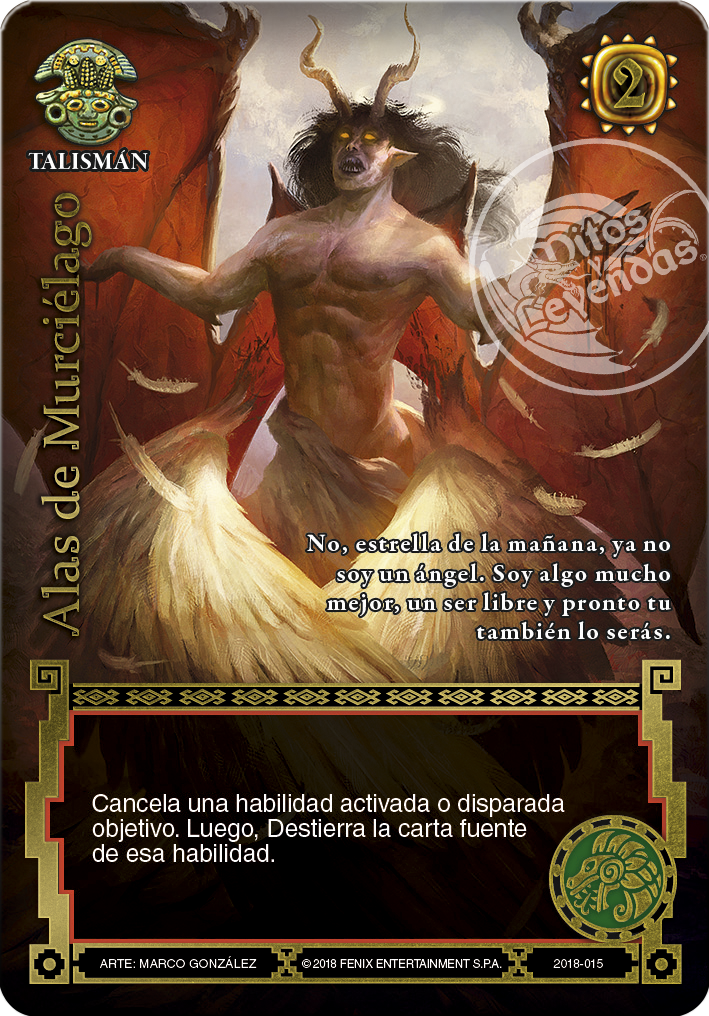 TALISMÁN
2
Alas de Murciélago
Mitos
y
Leyendas®
No, estrella de la mañana, ya no
soy un ángel. Soy algo mucho
mejor, un ser libre y pronto tu
también lo serás.
Cancela una habilidad activada o disparada
objetivo. Luego, Destierra la carta fuente
de esa habilidad.
ARTE: MARCO GONZÁLEZ
©2018 FENIX ENTERTAINMENT S.P.A.
2018-015